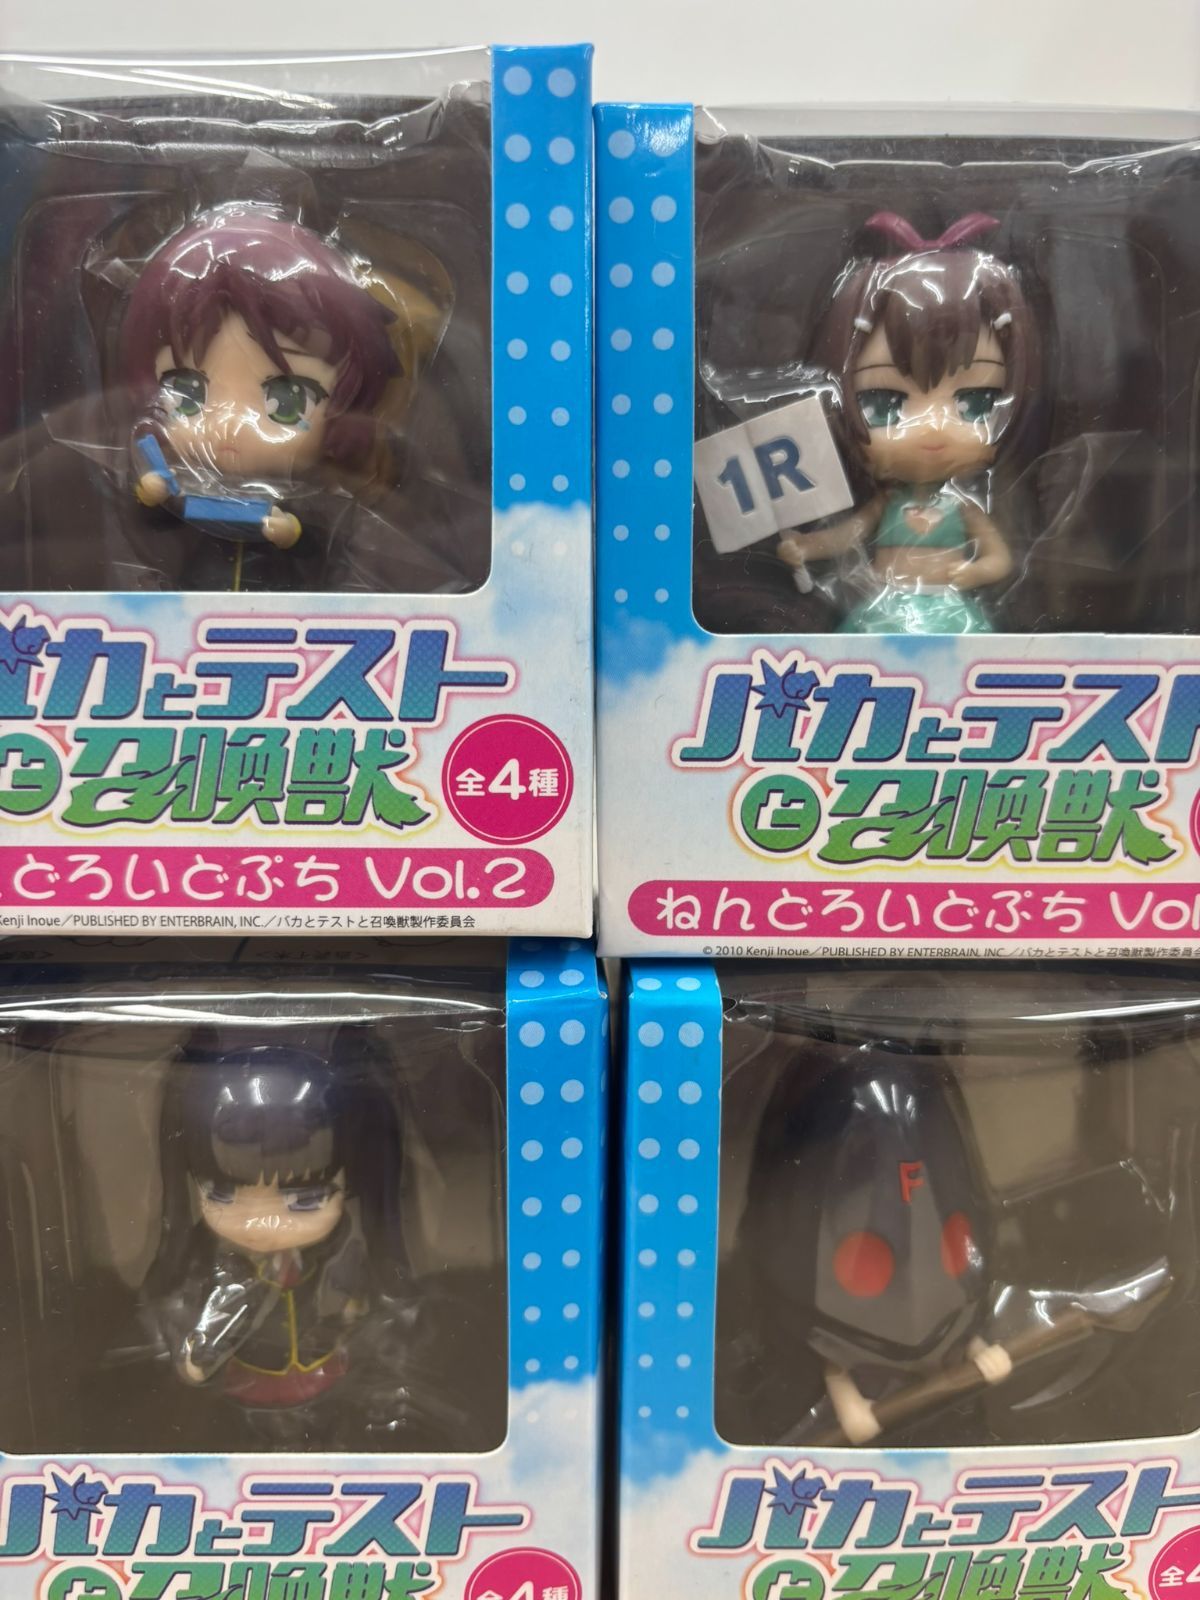 1R
バカとテスト
と召喚獣
全4種
どろいどぷち Vol.2
Kenji Inoue／PUBLISHED BY ENTERBRAIN, INC.／バカとテストと召喚獣製作委員会
バカとテスト
と召喚獣
ねんどろいどぷち Vol
© 2010 Kenji Inoue／PUBLISHED BY ENTERBRAIN, INC／バカとテストと召喚獣製作委員会
F
バカとテスト
と召喚獣
全4種
バカとテスト
と召喚獣
全4